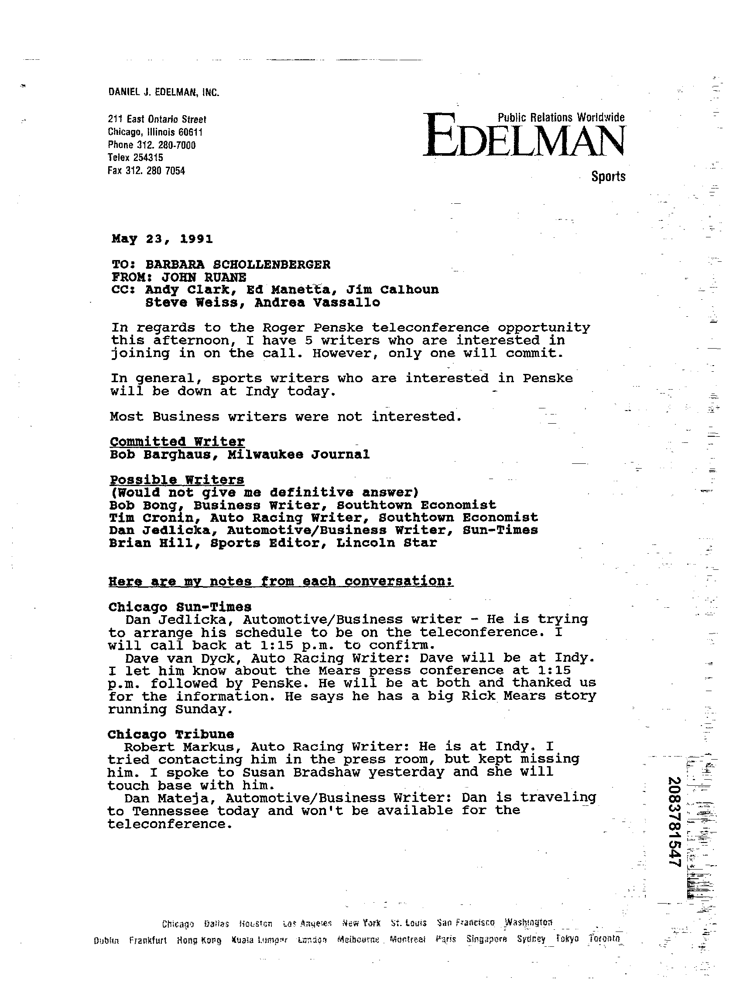 DANIEL J. EDELMAN, INC.
211 East Ontario Street
Chicago, Illinois 60611
Phone 312. 280-7000
Telex 254315
Fax 312. 280 7054
Public Relations Worldwide
EDELMAN
Sports
May 23, 1991
TO: BARBARA SCHOLLENBERGER
FROM: JOHN RUANE
CC: Andy Clark, Ed Manetta, Jim Calhoun
Steve Weiss, Andrea Vassallo
In regards to the Roger Penske teleconference opportunity
this afternoon, I have 5 writers who are interested in
joining in on the call. However, only one will commit.
In general, sports writers who are interested in Penske
will be down at Indy today.
Most Business writers were not interested.
Committed Writer
Bob Barghaus, Milwaukee Journal
Possible Writers
(Would not give me definitive answer)
Bob Bong, Business Writer, Southtown Economist
Tim Cronin, Auto Racing Writer, Southtown Economist
Dan Jedlicka, Automotive/Business Writer, Sun-Times
Brian Hill, Sports Editor, Lincoln Star
Here are my notes from each conversation:
Chicago Sun-Times
Dan Jedlicka, Automotive/Business writer - He is trying
to arrange his schedule to be on the teleconference. I
will call back at 1:15 p.m. to confirm.
Dave van Dyck, Auto Racing Writer: Dave will be at Indy.
I let him know about the Mears press conference at 1:15
p.m. followed by Penske. He will be at both and thanked us
for the information. He says he has a big Rick Mears story
running Sunday.
Chicago Tribune
Robert Markus, Auto Racing Writer: He is at Indy. I
tried contacting him in the press room, but kept missing
him. I spoke to Susan Bradshaw yesterday and she will
touch base with him.
Dan Mateja, Automotive/Business Writer: Dan is traveling
to Tennessee today and won't be available for the
teleconference.
2083781547
Chicago Dallas Houston Los Angeles New York St. Louis San Francisco Washington
Dublin Frankfurt Hong Kong Kuala Lumpur London Melbourne Montreal Paris Singapore Sydney Tokyo Toronto